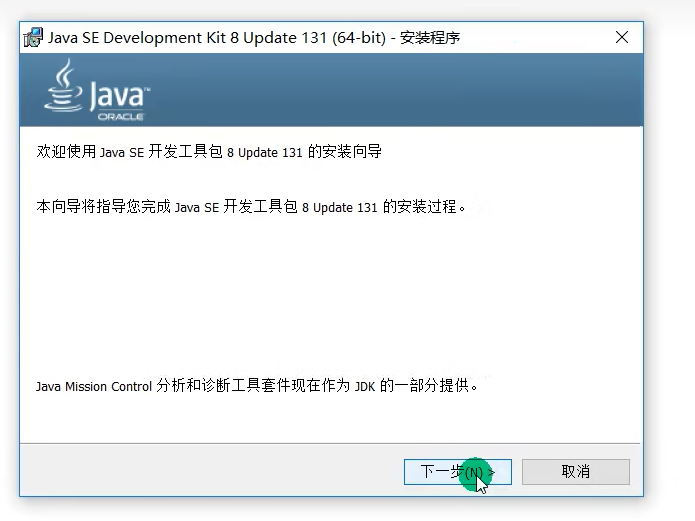 Java SE Development Kit 8 Update 131 (64-bit) - 安装程序
Java™
ORACLE
欢迎使用 Java SE 开发工具包 8 Update 131 的安装向导
本向导将指导您完成 Java SE 开发工具包 8 Update 131 的安装过程。
Java Mission Control 分析和诊断工具套件现在作为 JDK 的一部分提供。
下一步(N) > 取消